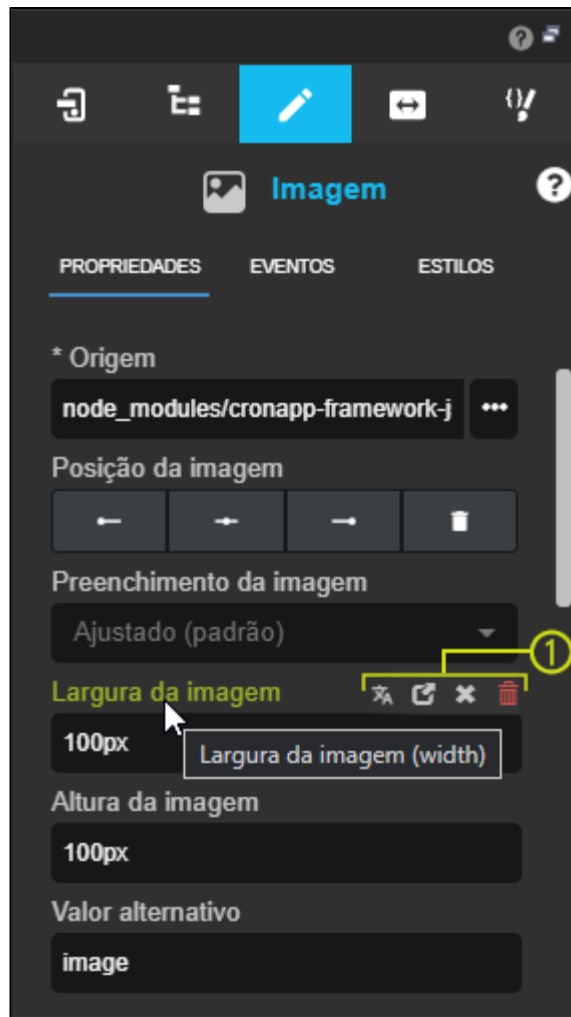 Imagem
PROPRIEDADES EVENTOS ESTILOS
* Origem
node_modules/cronapp-framework-j
Posição da imagem
Preenchimento da imagem
Ajustado (padrão)
1
Largura da imagem
100px
Largura da imagem (width)
Altura da imagem
100px
Valor alternativo
image